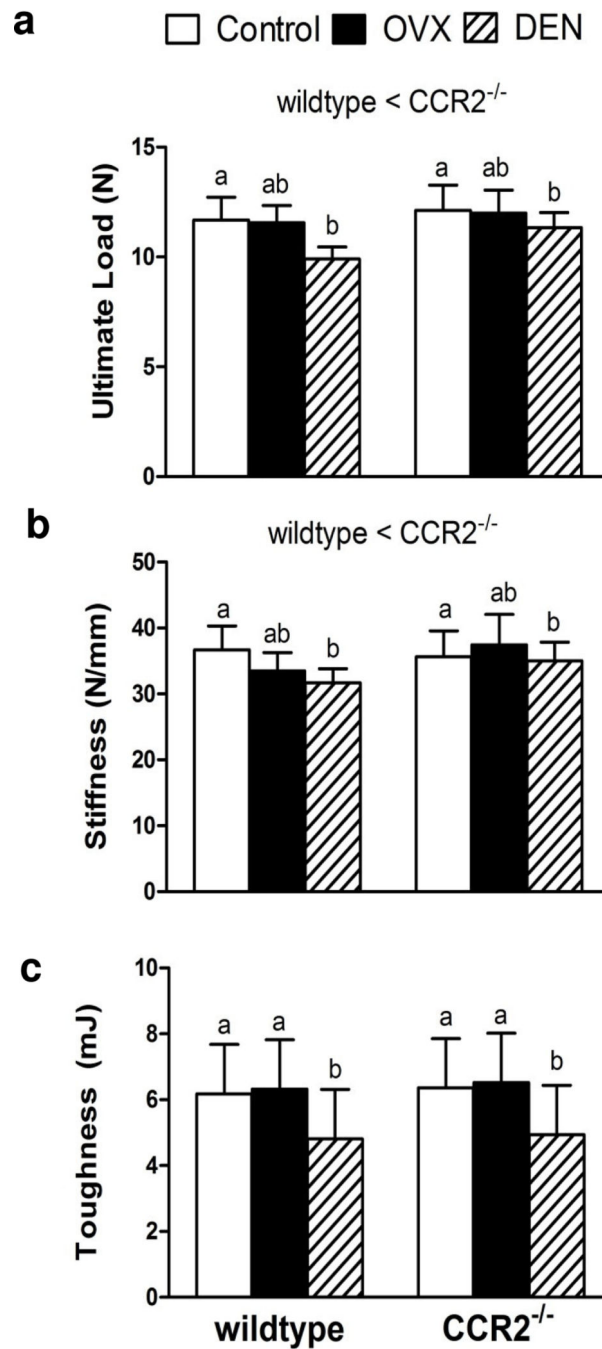 a
Control OVX DEN
wildtype < CCR2-/-
Ultimate Load (N)
15
10
5
0
a ab b a ab b
b
wildtype < CCR2-/-
Stiffness (N/mm)
50
40
30
20
10
0
a ab b a ab b
c
Toughness (mJ)
10
8
6
4
2
0
a a b a a b
wildtype CCR2-/-